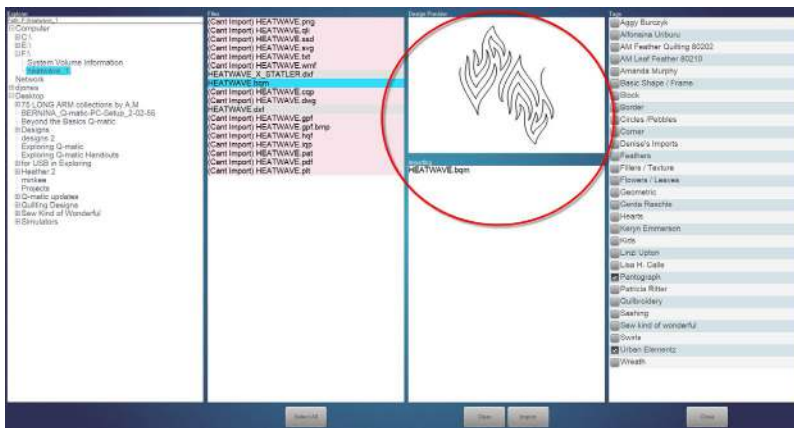 Explorer
Computer
C:\
E:\
F:\
System Volume Information
heatwave_1
Network
djones
Desktop
75 LONG ARM collections by A.M
BERNINA_Q-matic-PC-Setup_2-02-56
Beyond the Basics Q-matic
Designs
designs 2
Exploring Q-matic
Exploring Q-matic Handouts
for USB in Exploring
Heather 2
minkee
Projects
Q-matic updates
Quilting Designs
Sew Kind of Wonderful
Simulators
Files
(Cant Import) HEATWAVE.png
(Cant Import) HEATWAVE.qli
(Cant Import) HEATWAVE.ssd
(Cant Import) HEATWAVE.svg
(Cant Import) HEATWAVE.txt
(Cant Import) HEATWAVE.wmf
HEATWAVE_X_STATLER.dxf
HEATWAVE.bqm
(Cant Import) HEATWAVE.cqp
(Cant Import) HEATWAVE.dwg
HEATWAVE.dxf
(Cant Import) HEATWAVE.gpf
(Cant Import) HEATWAVE.gpf.bmp
(Cant Import) HEATWAVE.hqf
(Cant Import) HEATWAVE.iqp
(Cant Import) HEATWAVE.pat
(Cant Import) HEATWAVE.pdf
(Cant Import) HEATWAVE.plt
Select All
Design Preview
Importing
HEATWAVE.bqm
Clear
Import
Tags
Aggy Burczyk
Alfonsina Uriburu
AM Feather Quilting 80202
AM Leaf Feather 80210
Amanda Murphy
Basic Shape / Frame
Block
Border
Circles /Pebbles
Corner
Denise's Imports
Feathers
Fillers / Texture
Flowers / Leaves
Geometric
Gerda Raschle
Hearts
Keryn Emmerson
Kids
Linzi Upton
Lisa H. Calle
Pantograph
Patricia Ritter
Quiltbroidery
Sashing
Sew kind of wonderful
Swirls
Urban Elementz
Wreath
Close